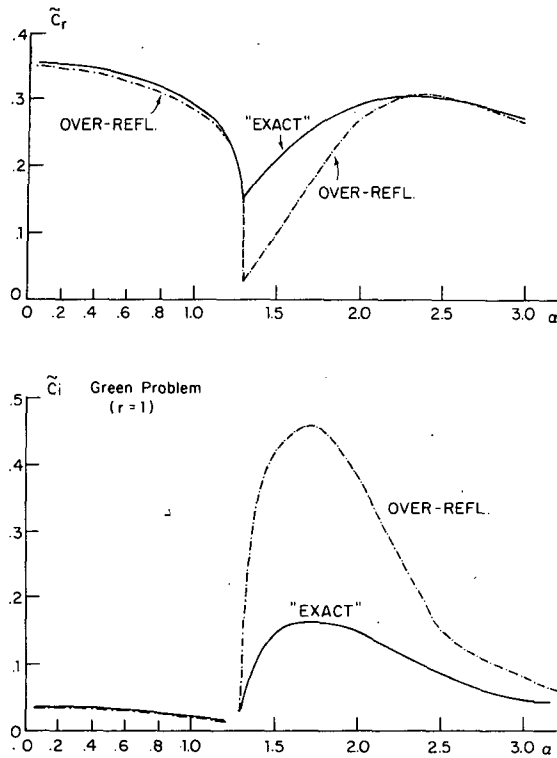 C̃r
.4
.3
.2
.1
0
OVER-REFL.
"EXACT"
OVER-REFL.
0 .2 .4 .6 .8 1.0 1.5 2.0 2.5 3.0 α
C̃i Green Problem
(r = 1)
.5
.4
.3
.2
.1
0
OVER-REFL.
"EXACT"
0 .2 .4 .6 .8 1.0 1.5 2.0 2.5 3.0 α